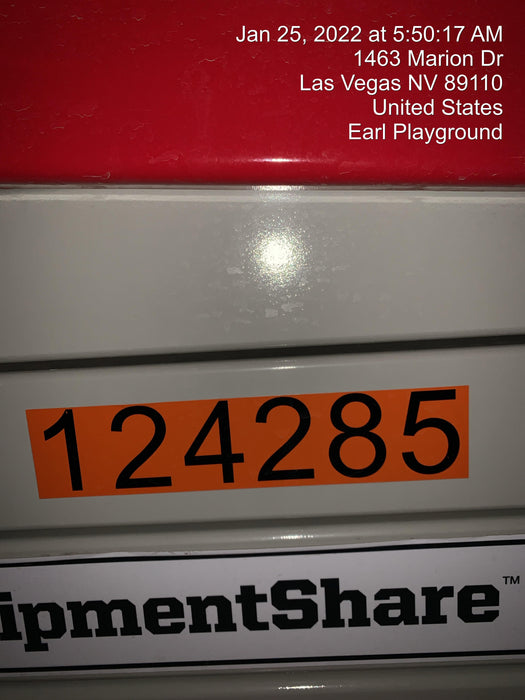 Jan 25, 2022 at 5:50:17 AM
1463 Marion Dr
Las Vegas NV 89110
United States
Earl Playground
124285
ipmentShare™